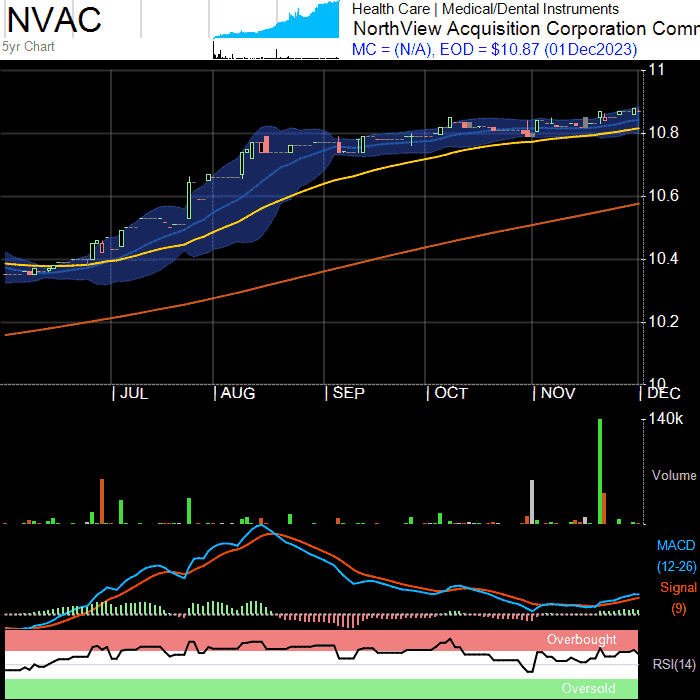 NVAC
5yr Chart
Health Care | Medical/Dental Instruments
NorthView Acquisition Corporation Comm
MC = (N/A), EOD = $10.87 (01Dec2023)
11
10.8
10.6
10.4
10.2
10
JUL
AUG
SEP
OCT
NOV
DEC
140k
Volume
MACD
(12-26)
Signal
(9)
Overbought
RSI(14)
Oversold